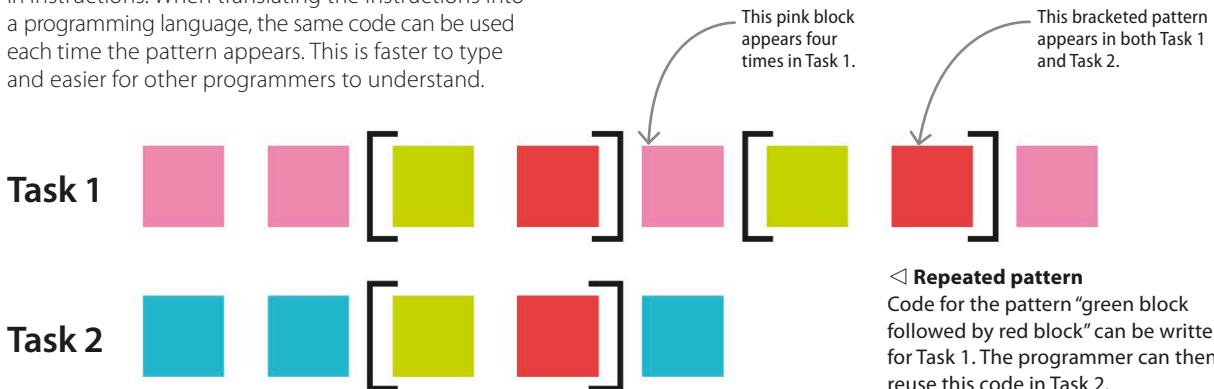 in instructions. When translating the instructions into
a programming language, the same code can be used
each time the pattern appears. This is faster to type
and easier for other programmers to understand.
This pink block
appears four
times in Task 1.
This bracketed pattern
appears in both Task 1
and Task 2.
Task 1
Task 2
◁ Repeated pattern
Code for the pattern “green block
followed by red block” can be writte
for Task 1. The programmer can then
reuse this code in Task 2.